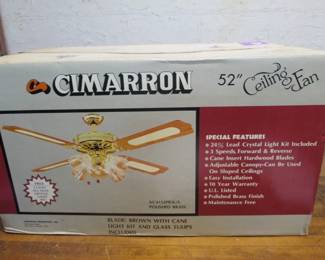 CIMARRON
52" Ceiling Fan
SPECIAL FEATURES
24% Lead Crystal Light Kit Included
3 Speeds Forward & Reverse
Cane Insert Hardwood Blades
Adjustable Canopy-Can Be Used
On Sloped Ceilings
Easy Installation
10 Year Warranty
U.L. Listed
Polished Brass Finish
Maintenance Free
POLISHED BRASS
BLADE: BROWN WITH CANE
LIGHT KIT AND GLASS TULIPS
INCLUDED